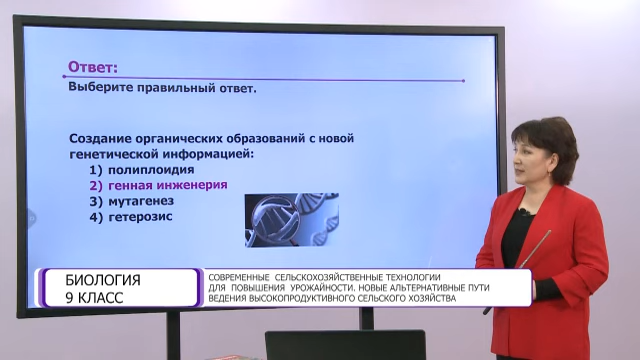 Ответ:
Выберите правильный ответ.
Создание органических образований с новой
генетической информацией:
1) полиплоидия
2) генная инженерия
3) мутагенез
4) гетерозис
БИОЛОГИЯ
9 КЛАСС
СОВРЕМЕННЫЕ СЕЛЬСКОХОЗЯЙСТВЕННЫЕ ТЕХНОЛОГИИ
ДЛЯ ПОВЫШЕНИЯ УРОЖАЙНОСТИ. НОВЫЕ АЛЬТЕРНАТИВНЫЕ ПУТИ
ВЕДЕНИЯ ВЫСОКОПРОДУКТИВНОГО СЕЛЬСКОГО ХОЗЯЙСТВА